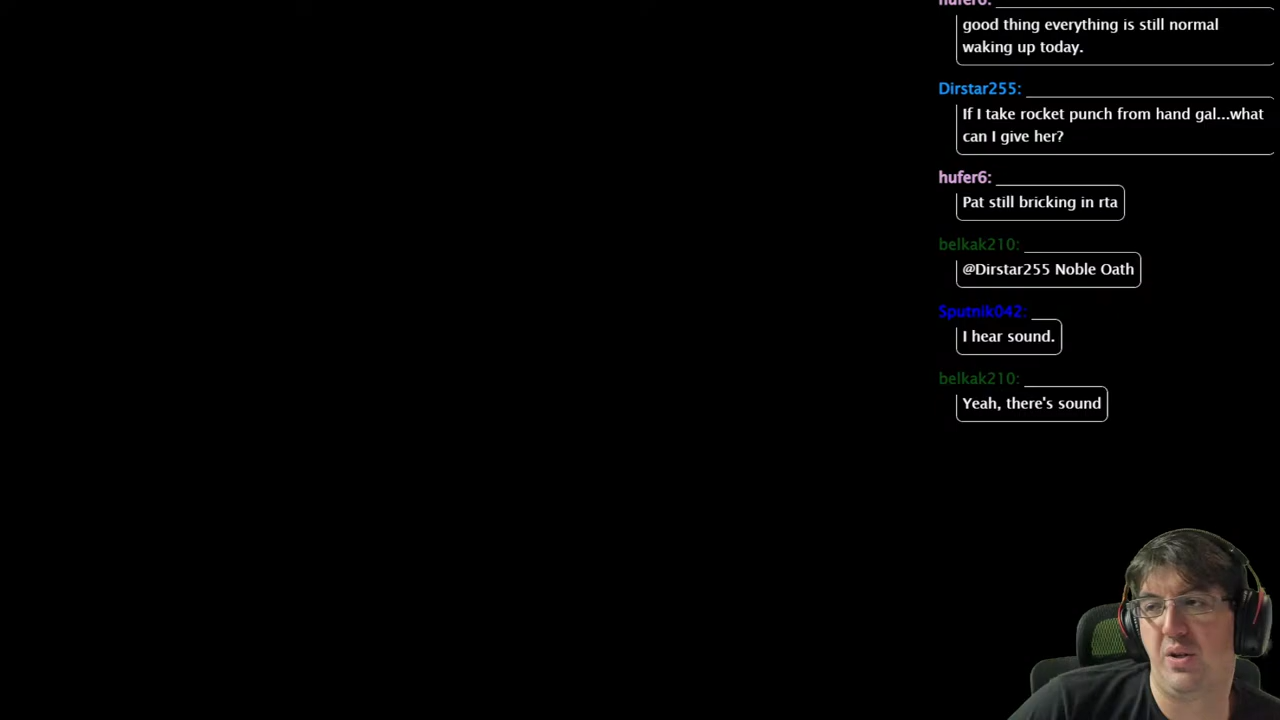 hufer6:
good thing everything is still normal
waking up today.
Dirstar255:
If I take rocket punch from hand gal...what
can I give her?
hufer6:
Pat still bricking in rta
belkak210:
@Dirstar255 Noble Oath
Sputnik042:
I hear sound.
belkak210:
Yeah, there's sound